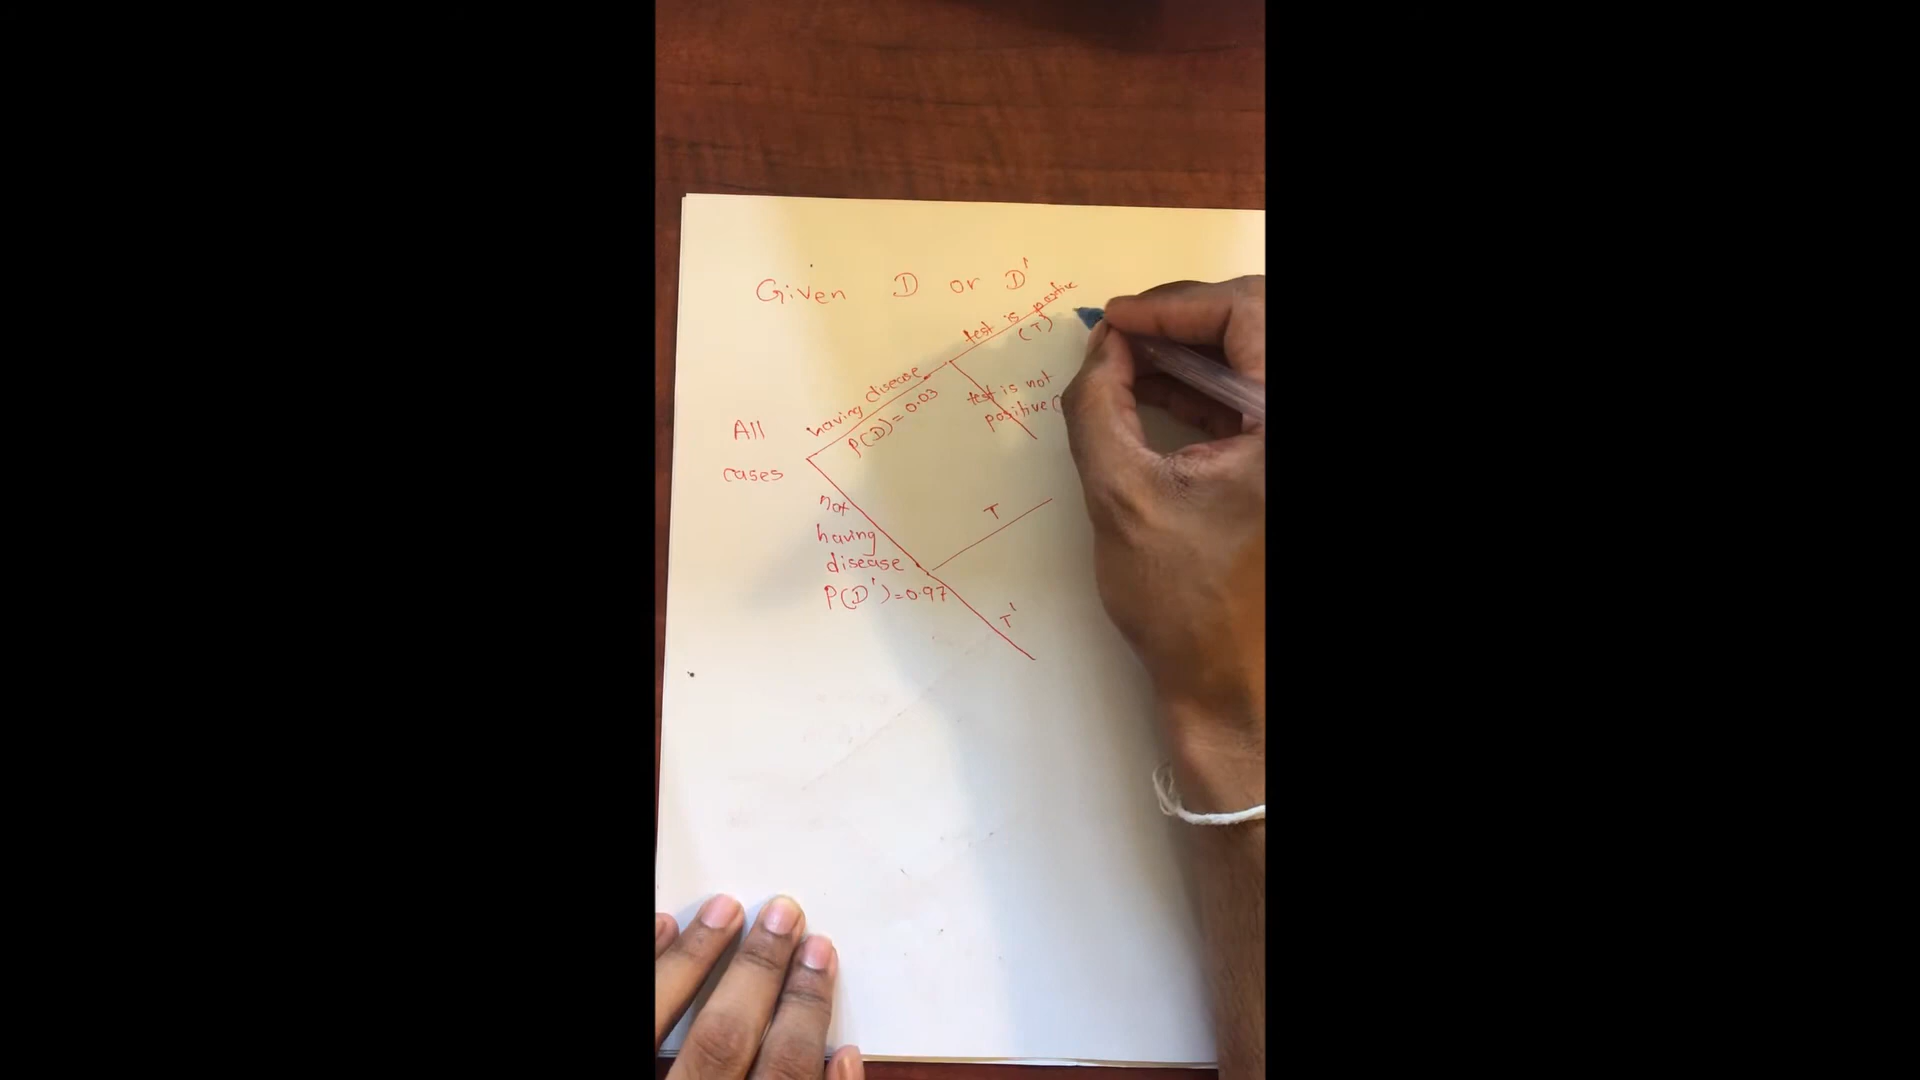 Given D or D'
test is positive
(T)
having disease
P(D) = 0.03
test is not
positive (
All
cases
T
not
having
disease
P(D') = 0.97
T'